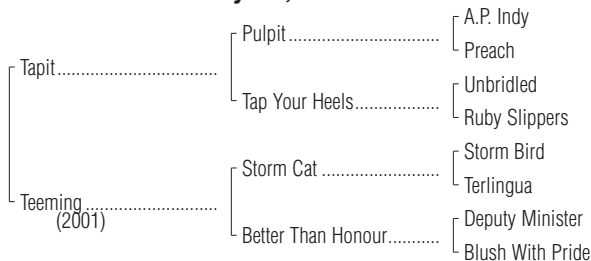 A.P. Indy
Pulpit
Preach
Tapit
Unbridled
Tap Your Heels
Ruby Slippers
Storm Bird
Storm Cat
Terlingua
Teeming
(2001)
Deputy Minister
Better Than Honour
Blush With Pride